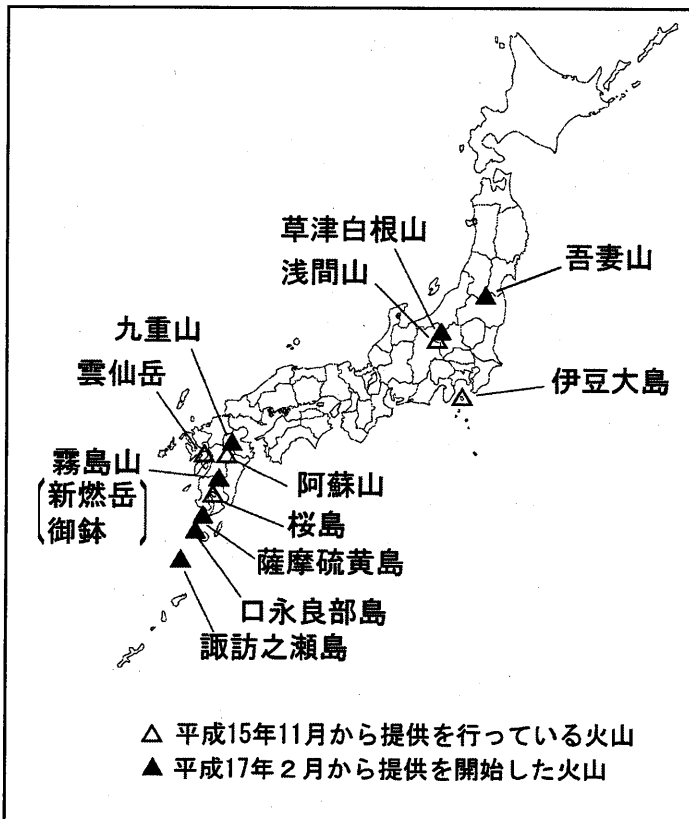 草津白根山
浅間山
吾妻山
九重山
雲仙岳
伊豆大島
霧島山
新燃岳
御鉢
阿蘇山
桜島
薩摩硫黄島
口永良部島
諏訪之瀬島
△ 平成15年11月から提供を行っている火山
▲ 平成17年2月から提供を開始した火山